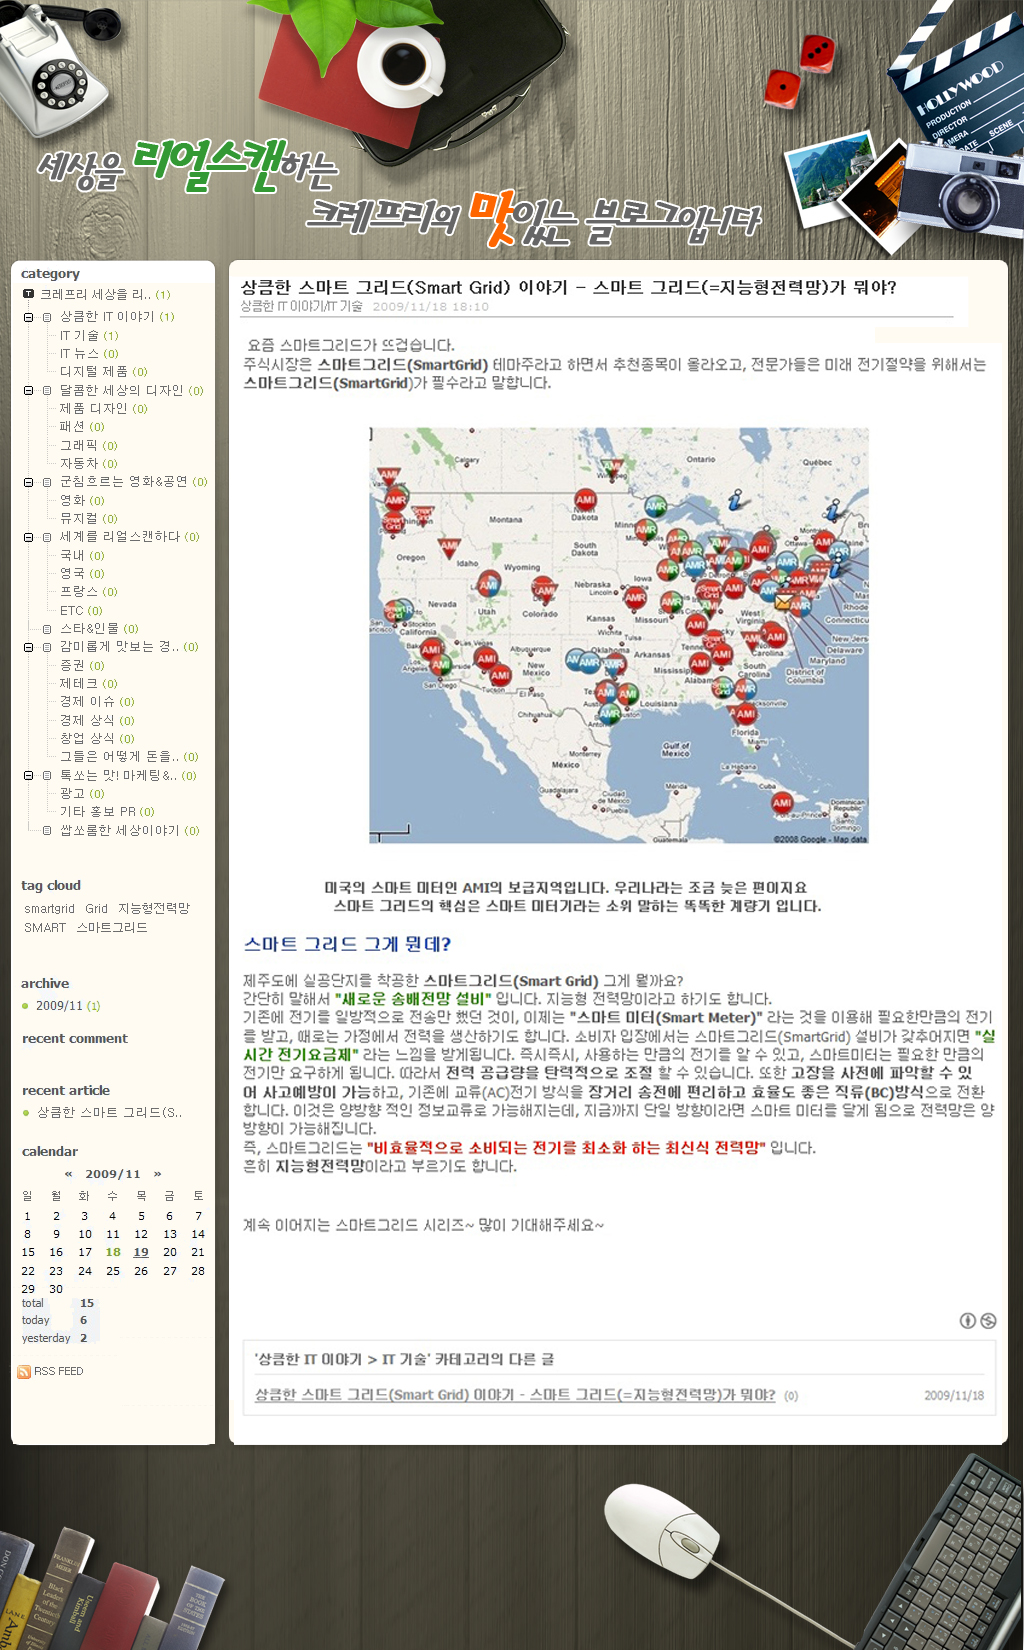 세상을 리얼스캔하는
크레프리의 맛있는 블로그입니다
HOLLYWOOD
PRODUCTION
DIRECTOR
CAMERA
DATE SCENE
category
크레프리 세상을 리.. (1)
상큼한 IT 이야기 (1)
IT 기술 (1)
IT 뉴스 (0)
디지털 제품 (0)
달콤한 세상의 디자인 (0)
제품 디자인 (0)
패션 (0)
그래픽 (0)
자동차 (0)
군침흐르는 영화&공연 (0)
영화 (0)
뮤지컬 (0)
세계를 리얼스캔하다 (0)
국내 (0)
영국 (0)
프랑스 (0)
ETC (0)
스타&인물 (0)
감미롭게 맛보는 경.. (0)
증권 (0)
제테크 (0)
경제 이슈 (0)
경제 상식 (0)
창업 상식 (0)
그들은 어떻게 돈을.. (0)
톡쏘는 맛! 마케팅&.. (0)
광고 (0)
기타 홍보 PR (0)
쌉쏘롬한 세상이야기 (0)
tag cloud
smartgrid Grid 지능형전력망
SMART 스마트그리드
archive
2009/11 (1)
recent comment
recent article
상큼한 스마트 그리드(S..
calendar
« 2009/11 »
일 월 화 수 목 금 토
1 2 3 4 5 6 7
8 9 10 11 12 13 14
15 16 17 18 19 20 21
22 23 24 25 26 27 28
29 30
total 15
today 6
yesterday 2
RSS FEED
상큼한 스마트 그리드(Smart Grid) 이야기 - 스마트 그리드(=지능형전력망)가 뭐야?
상큼한 IT 이야기/IT 기술 2009/11/18 18:10
요즘 스마트그리드가 뜨겁습니다.
주식시장은 스마트그리드(SmartGrid) 테마주라고 하면서 추천종목이 올라오고, 전문가들은 미래 전기절약을 위해서는
스마트그리드(SmartGrid)가 필수라고 말합니다.
Calgary
Winnipeg
Ontario
Québec
Montana
North Dakota
Ottawa
Oregon
Idaho
South Dakota
Wyoming
Iowa
Nebraska
Lincoln
Nevada
Utah
Colorado
Kansas
Missouri
West Virginia
Stockton
California
Las Vegas
Wichita
Tulsa
Delaware
Maryland
District of Columbia
Los Angeles
San Diego
Albuquerque
New Mexico
Oklahoma
Arkansas
Mississippi
Alabama
South Carolina
Tucson
El Paso
Austin
Louisiana
Jacksonville
Florida
Miami
Chihuahua
Monterrey
Gulf of Mexico
México
La Habana
Cuba
Guadalajara
Ciudad de México
Puebla
Mérida
Port-au-Prince
Dominican Republic
Santo Domingo
Guatemala
©2008 Google - Map data
미국의 스마트 미터인 AMI의 보급지역입니다. 우리나라는 조금 늦은 편이지요
스마트 그리드의 핵심은 스마트 미터기라는 소위 말하는 똑똑한 계량기 입니다.
스마트 그리드 그게 뭔데?
제주도에 실공단지를 착공한 스마트그리드(Smart Grid) 그게 뭘까요?
간단히 말해서 "새로운 송배전망 설비" 입니다. 지능형 전력망이라고 하기도 합니다.
기존에 전기를 일방적으로 전송만 했던 것이, 이제는 "스마트 미터(Smart Meter)" 라는 것을 이용해 필요한만큼의 전기
를 받고, 때로는 가정에서 전력을 생산하기도 합니다. 소비자 입장에서는 스마트그리드(SmartGrid) 설비가 갖추어지면 "실
시간 전기요금제" 라는 느낌을 받게됩니다. 즉시즉시, 사용하는 만큼의 전기를 알 수 있고, 스마트미터는 필요한 만큼의
전기만 요구하게 됩니다. 따라서 전력 공급량을 탄력적으로 조절 할 수 있습니다. 또한 고장을 사전에 파악할 수 있
어 사고예방이 가능하고, 기존에 교류(AC)전기 방식을 장거리 송전에 편리하고 효율도 좋은 직류(BC)방식으로 전환
합니다. 이것은 양방향 적인 정보교류로 가능해지는데, 지금까지 단일 방향이라면 스마트 미터를 달게 됨으로 전력망은 양
방향이 가능해집니다.
즉, 스마트그리드는 "비효율적으로 소비되는 전기를 최소화 하는 최신식 전력망" 입니다.
흔히 지능형전력망이라고 부르기도 합니다.
계속 이어지는 스마트그리드 시리즈~ 많이 기대해주세요~
'상큼한 IT 이야기 > IT 기술' 카테고리의 다른 글
상큼한 스마트 그리드(Smart Grid) 이야기 - 스마트 그리드(=지능형전력망)가 뭐야? (0) 2009/11/18